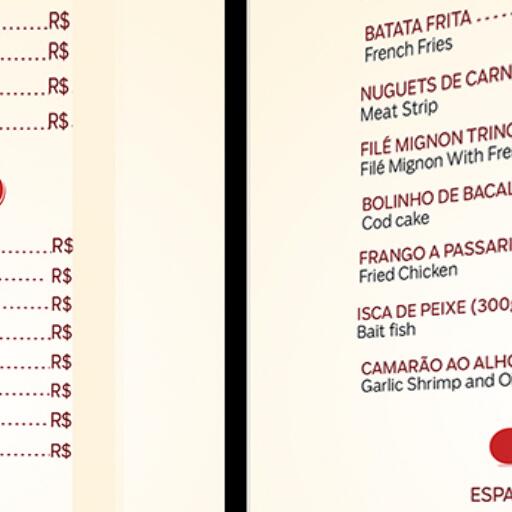 ......R$
......R$
......R$
......R$
......R$
...... R$
......R$
......R$
......R$
......R$
......R$
......R$
BATATA FRITA ----
French Fries
NUGUETS DE CARN
Meat Strip
FILÉ MIGNON TRINC
Filé Mignon With Fre
BOLINHO DE BACAL
Cod cake
FRANGO A PASSARI
Fried Chicken
ISCA DE PEIXE (300g
Bait fish
CAMARÃO AO ALHO
Garlic Shrimp and O
ESPA